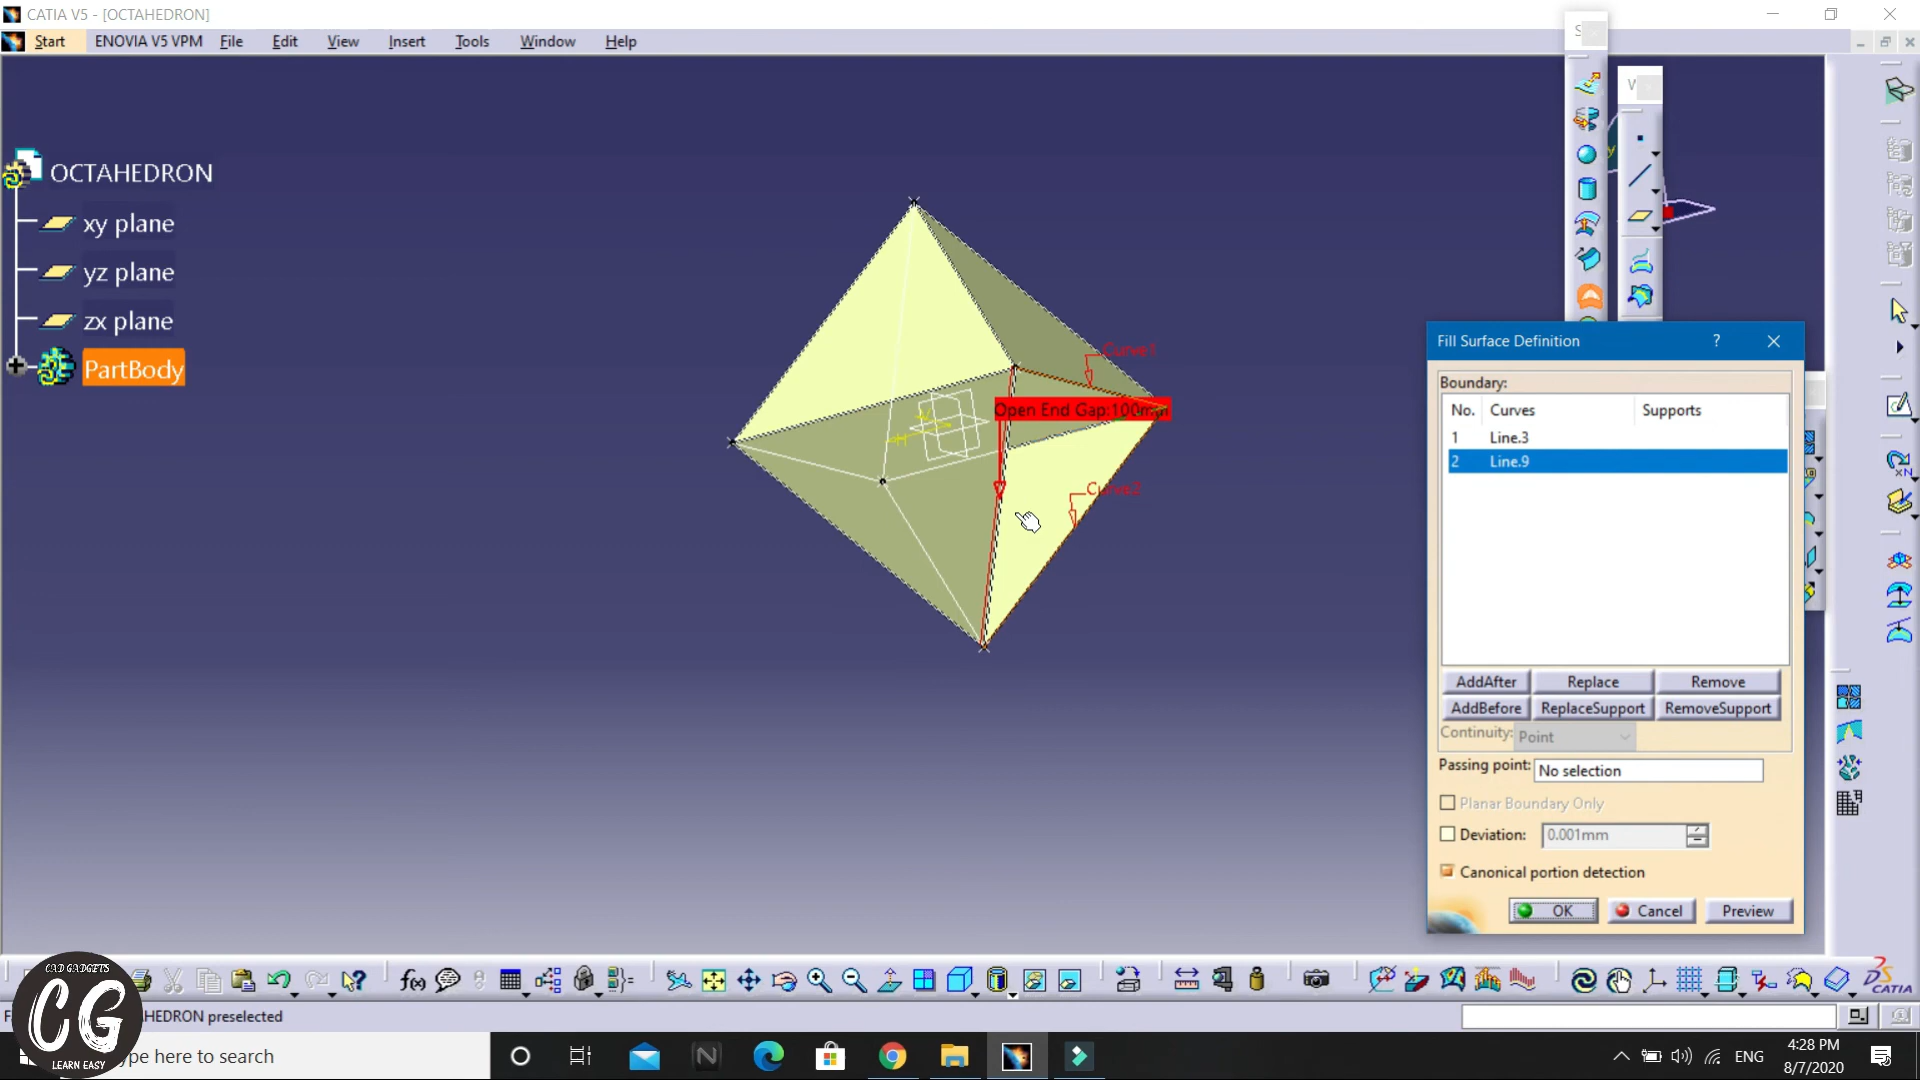 CATIA V5 - [OCTAHEDRON]
Start ENOVIA V5 VPM File Edit View Insert Tools Window Help
S
W
OCTAHEDRON
xy plane
yz plane
zx plane
PartBody
Curve1
Open End Gap:100mm
Curve2
H
y
Fill Surface Definition ?
Boundary:
No. Curves Supports
1 Line.3
2 Line.9
AddAfter Replace Remove
AddBefore ReplaceSupport RemoveSupport
Continuity: Point
Passing point: No selection
Planar Boundary Only
Deviation: 0.001mm
Canonical portion detection
OK Cancel Preview
CAD GADGETS
CG
LEARN EASY
HEDRON preselected
CATIA
ype here to search
ENG
4:28 PM
8/7/2020